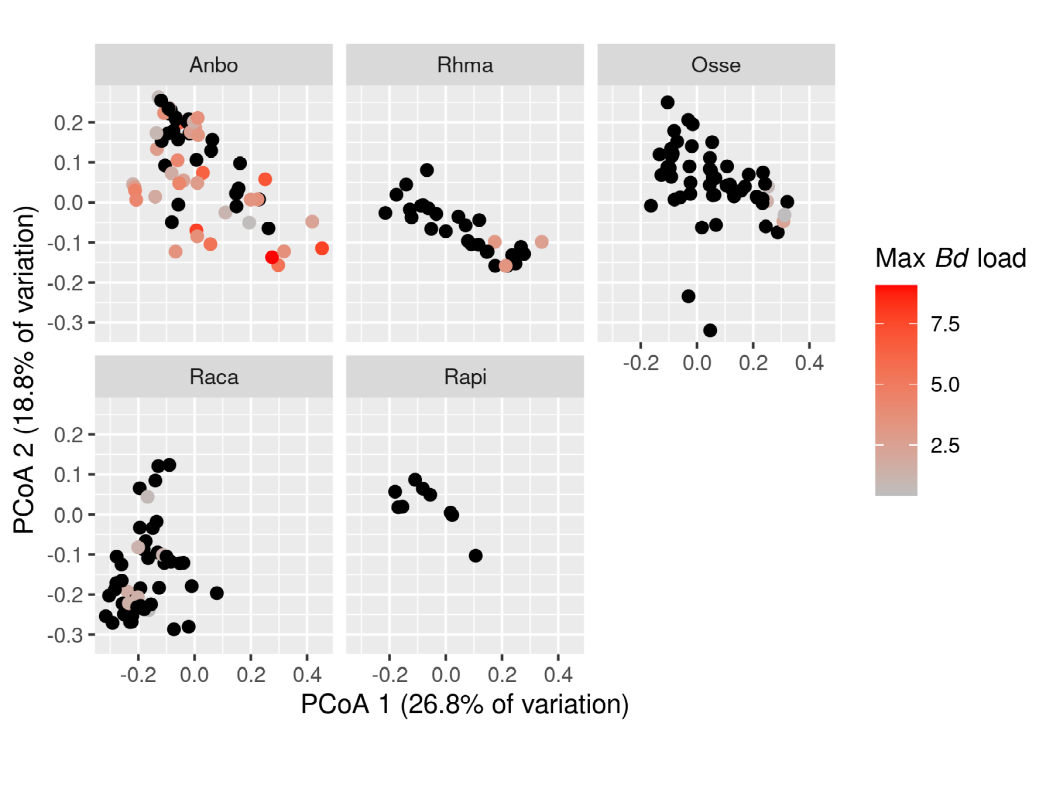 Anbo
Rhma
Osse
0.2
0.1
0.0
-0.1
-0.2
-0.3
-0.2 0.0 0.2 0.4
Raca
Rapi
0.2
0.1
0.0
-0.1
-0.2
-0.3
-0.2 0.0 0.2 0.4
-0.2 0.0 0.2 0.4
PCoA 1 (26.8% of variation)
PCoA 2 (18.8% of variation)
Max Bd load
7.5
5.0
2.5